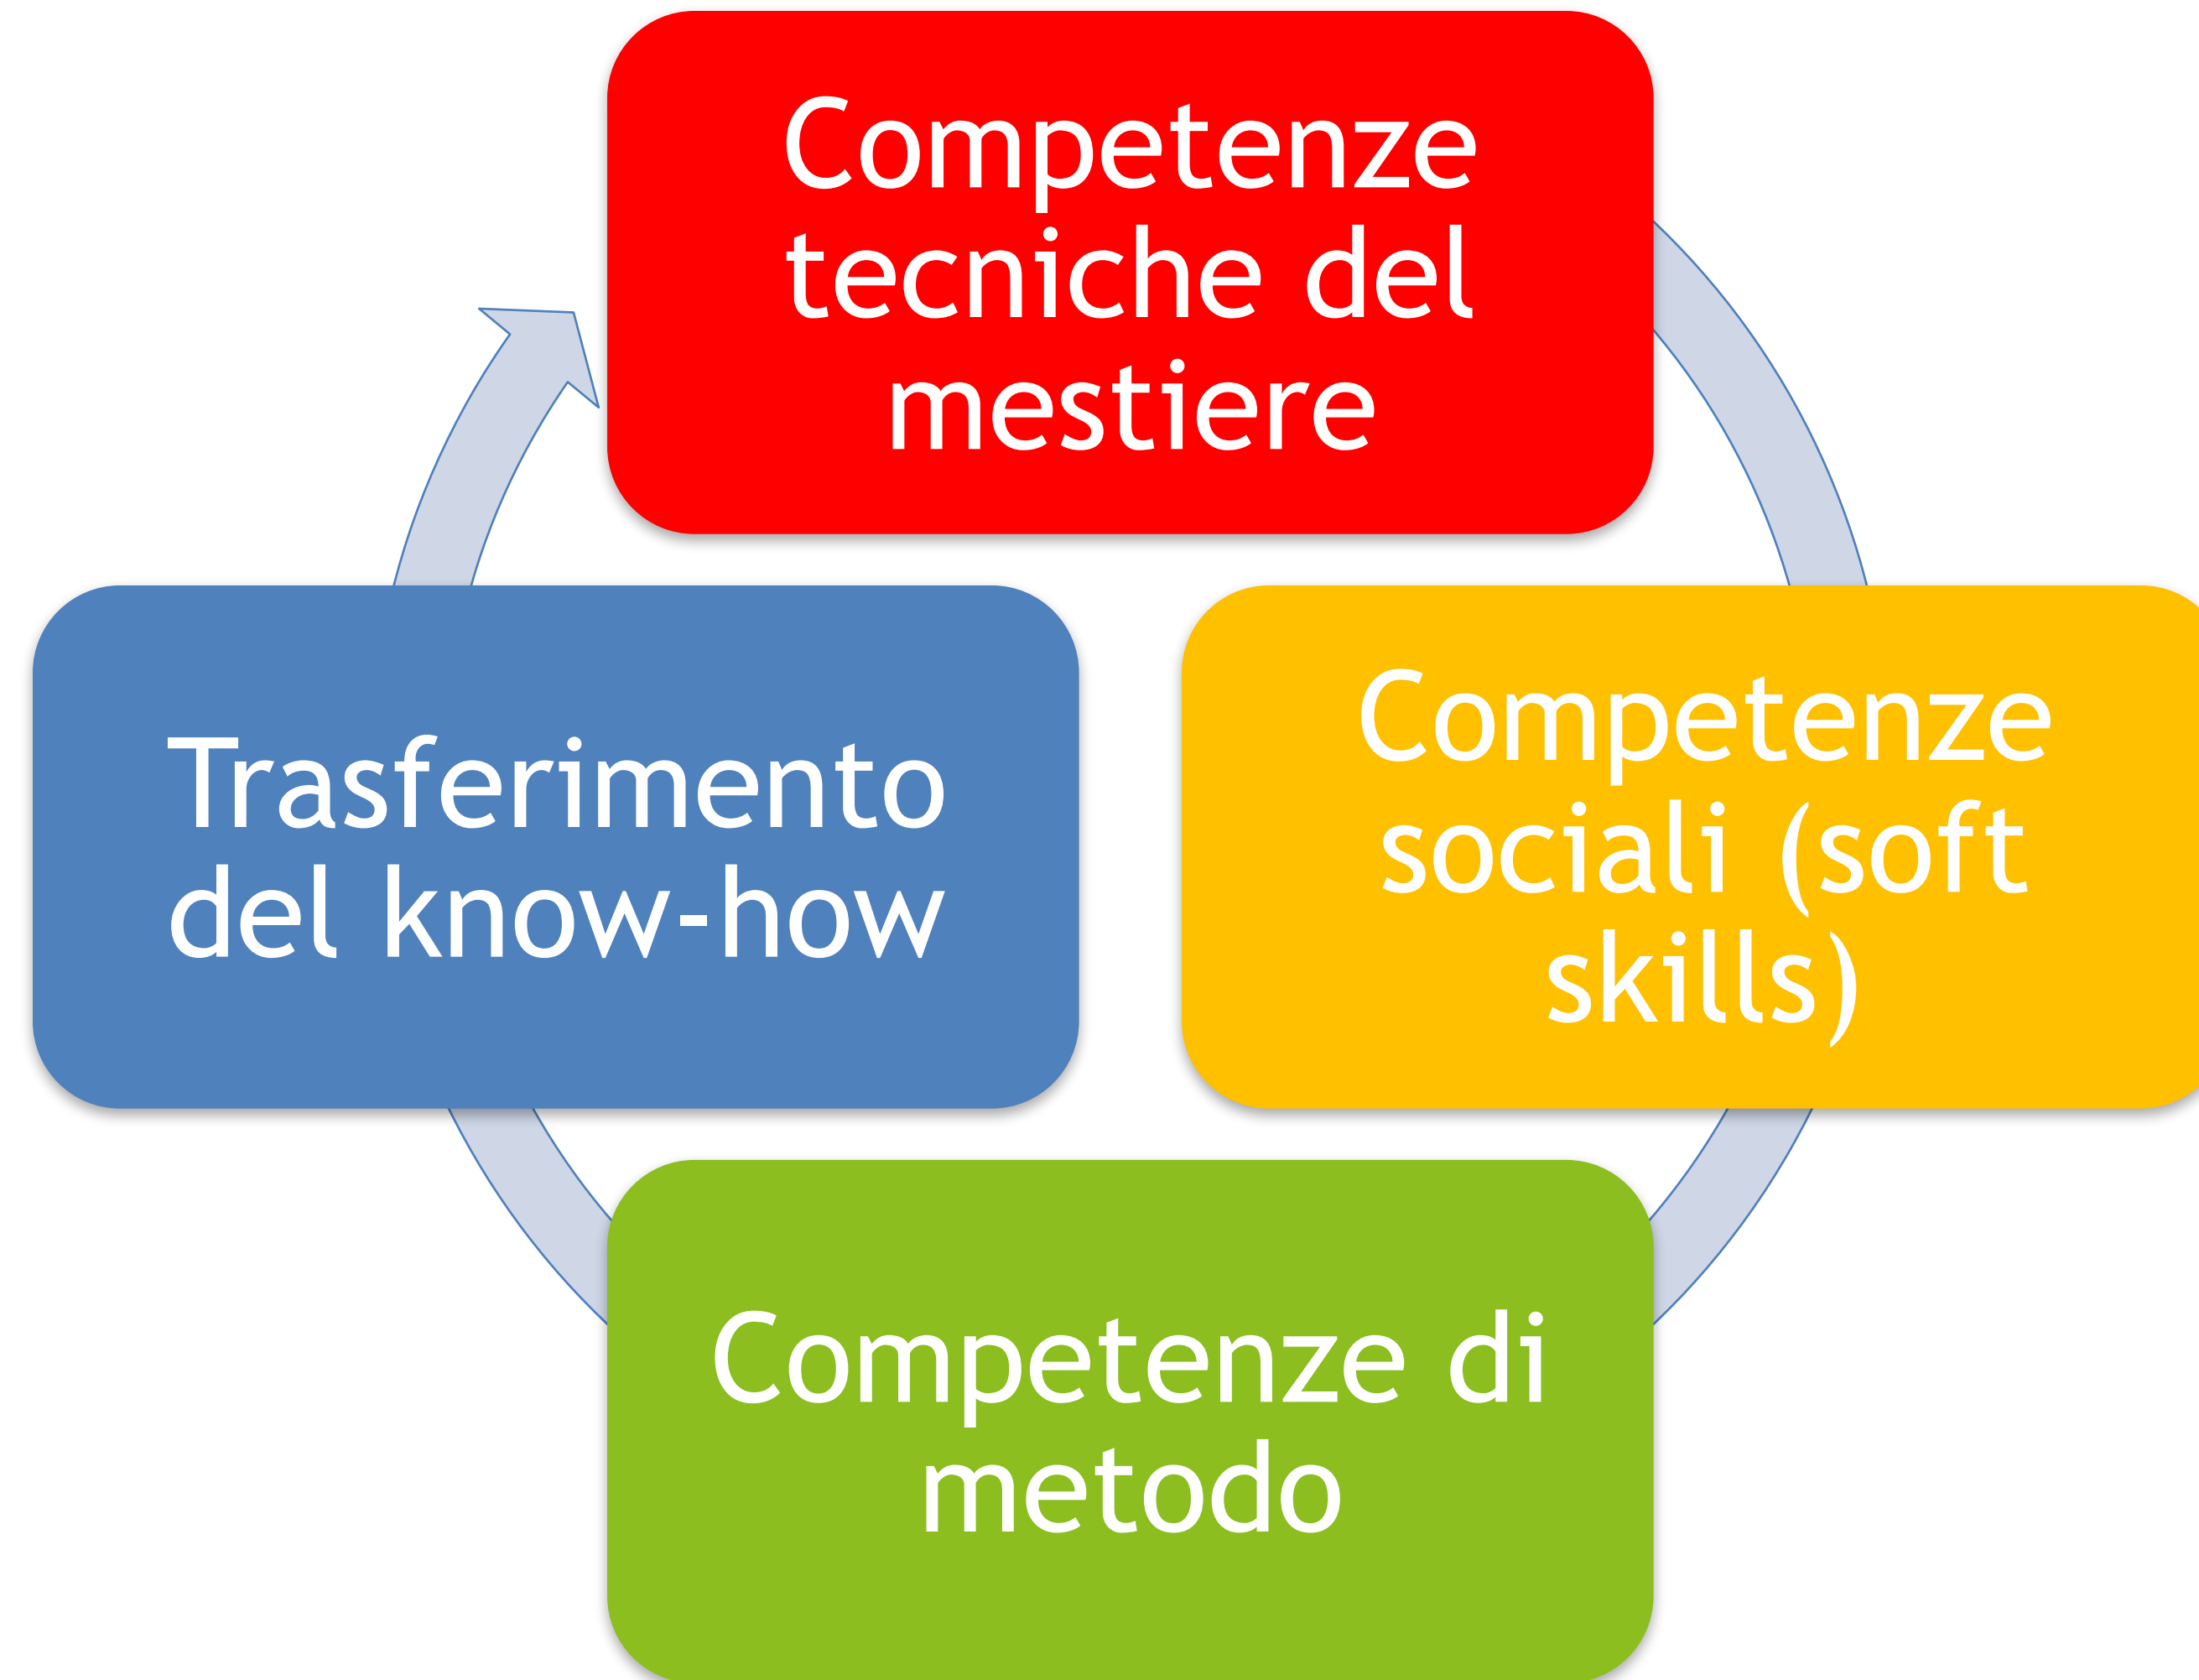 Competenze
tecniche del
mestiere
Trasferimento
del know-how
Competenze
sociali (soft
skills)
Competenze di
metodo